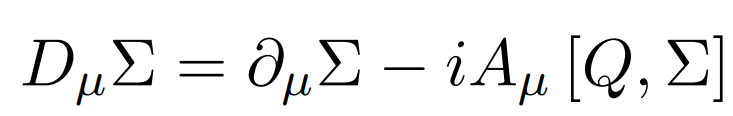 D_μΣ = ∂_μΣ − iA_μ [Q, Σ]